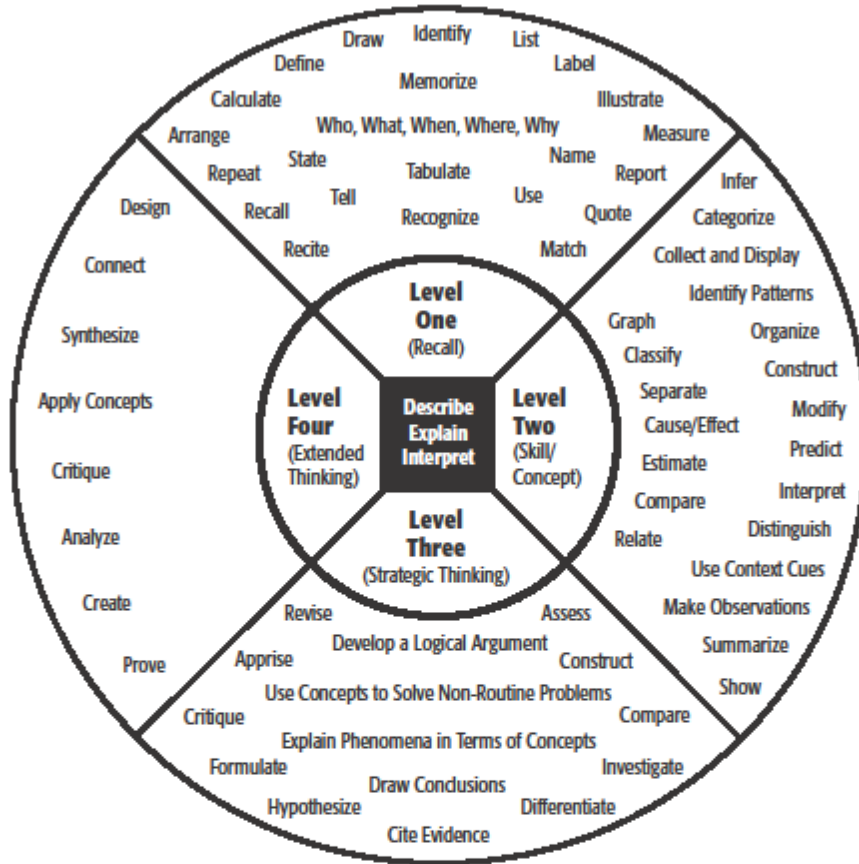 Draw
Identify
List
Define
Label
Memorize
Calculate
Illustrate
Arrange
Who, What, When, Where, Why
Measure
Repeat
State
Tabulate
Name
Report
Recall
Tell
Recognize
Use
Quote
Recite
Match
Level
One
(Recall)
Infer
Categorize
Collect and Display
Identify Patterns
Graph
Organize
Classify
Construct
Separate
Modify
Cause/Effect
Predict
Estimate
Interpret
Compare
Distinguish
Relate
Use Context Cues
Make Observations
Summarize
Show
Level
Two
(Skill/
Concept)
Describe
Explain
Interpret
Level
Three
(Strategic Thinking)
Revise
Assess
Develop a Logical Argument
Apprise
Construct
Use Concepts to Solve Non-Routine Problems
Critique
Compare
Explain Phenomena in Terms of Concepts
Formulate
Investigate
Draw Conclusions
Hypothesize
Differentiate
Cite Evidence
Level
Four
(Extended
Thinking)
Design
Connect
Synthesize
Apply Concepts
Critique
Analyze
Create
Prove